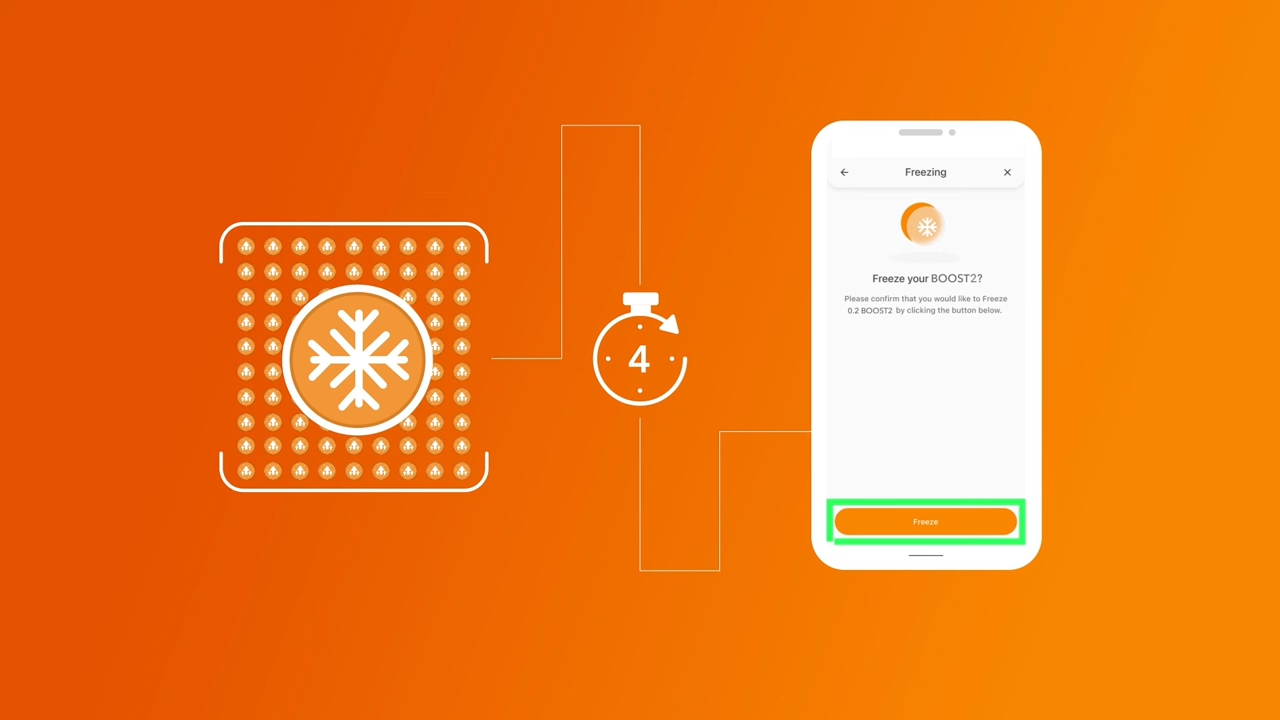 4
Freezing
Freeze your BOOST2?
Please confirm that you would like to Freeze
0.2 BOOST2 by clicking the button below.
Freeze